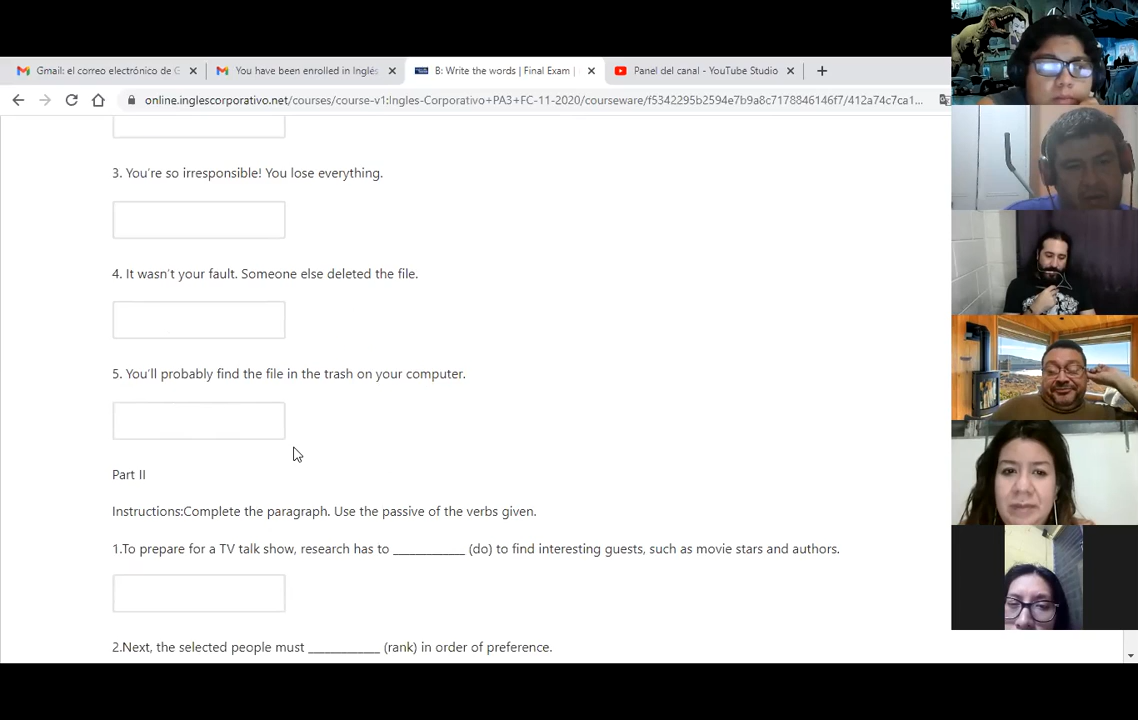 Gmail: el correo electrónico de G
You have been enrolled in Inglés
B: Write the words | Final Exam |
Panel del canal - YouTube Studio
online.inglescorporativo.net/courses/course-v1:Ingles-Corporativo+PA3+FC-11-2020/courseware/f5342295b2594e7b9a8c7178846146f7/412a74c7ca1...
3. You're so irresponsible! You lose everything.
4. It wasn't your fault. Someone else deleted the file.
5. You'll probably find the file in the trash on your computer.
Part II
Instructions:Complete the paragraph. Use the passive of the verbs given.
1.To prepare for a TV talk show, research has to ____________ (do) to find interesting guests, such as movie stars and authors.
2.Next, the selected people must ____________ (rank) in order of preference.